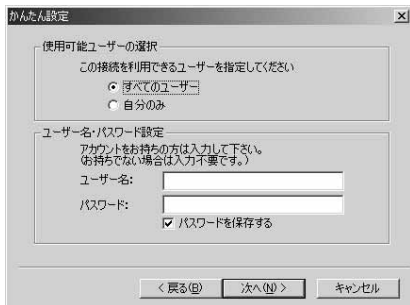 かんたん設定
使用可能ユーザーの選択
この接続を利用できるユーザーを指定してください
すべてのユーザー
自分のみ
ユーザー名・パスワード設定
アカウントをお持ちの方は入力して下さい。
(お持ちでない場合は入力不要です。)
ユーザー名:
パスワード:
パスワードを保存する
< 戻る(B) 次へ(N) > キャンセル